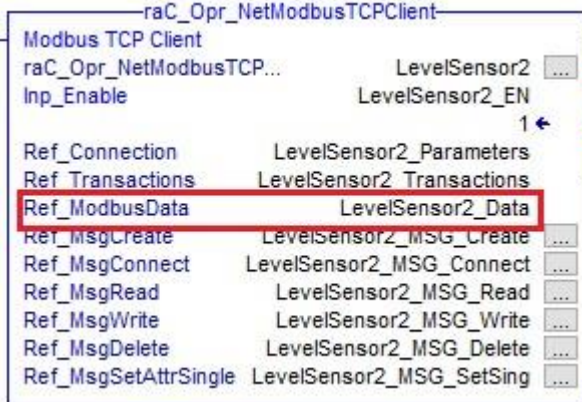 raC_Opr_NetModbusTCPClient
Modbus TCP Client
raC_Opr_NetModbusTCP... LevelSensor2 ...
Inp_Enable LevelSensor2_EN
1
Ref_Connection LevelSensor2_Parameters
Ref_Transactions LevelSensor2_Transactions
Ref_ModbusData LevelSensor2_Data
Ref_MsgCreate LevelSensor2_MSG_Create ...
Ref_MsgConnect LevelSensor2_MSG_Connect ...
Ref_MsgRead LevelSensor2_MSG_Read ...
Ref_MsgWrite LevelSensor2_MSG_Write ...
Ref_MsgDelete LevelSensor2_MSG_Delete ...
Ref_MsgSetAttrSingle LevelSensor2_MSG_SetSing ...